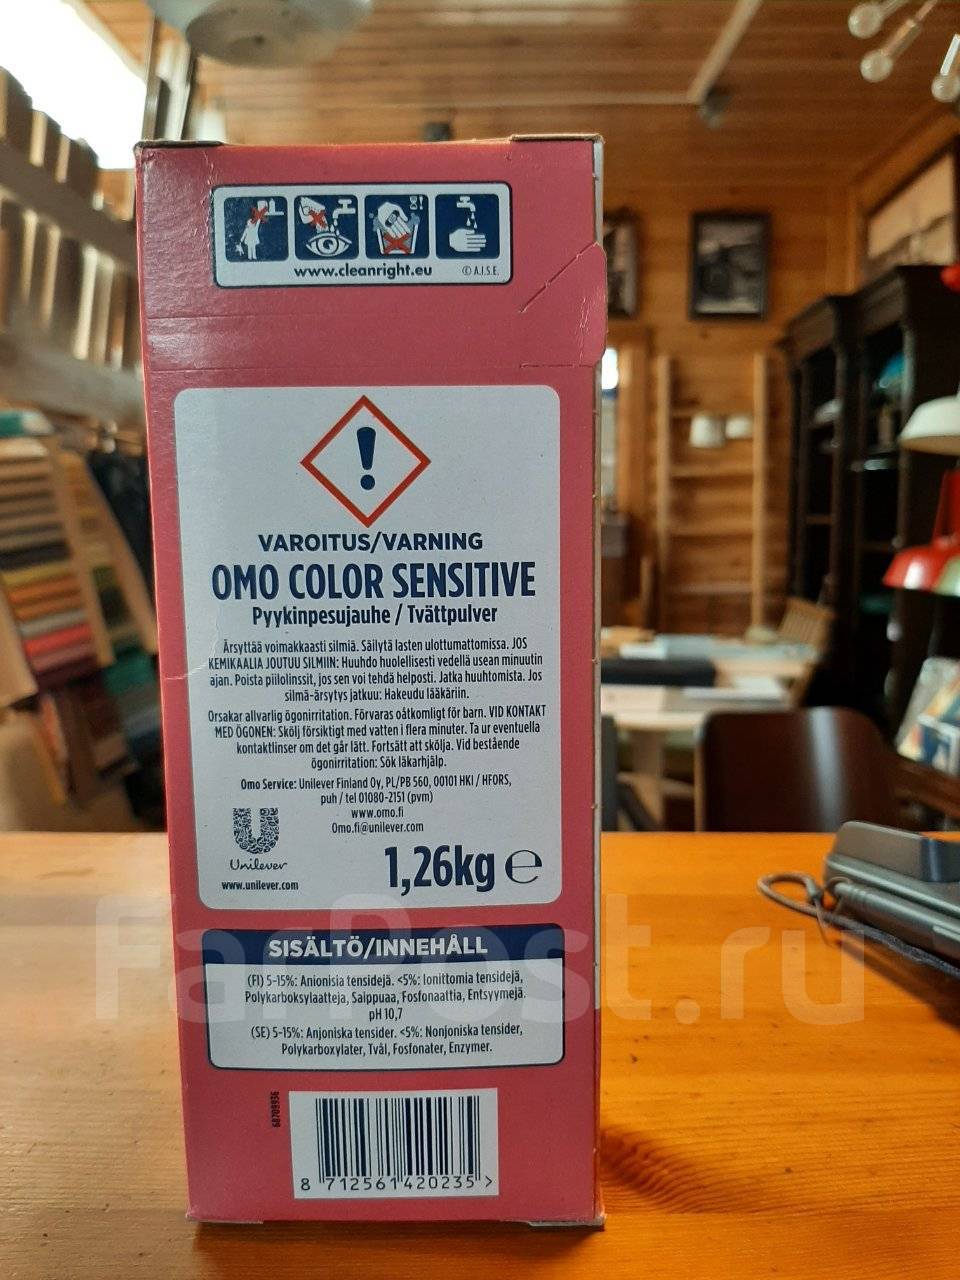 www.cleanright.eu © A.I.S.E.
VAROITUS/VARNING
OMO COLOR SENSITIVE
Pyykinpesujauhe / Tvättpulver
Ärsyttää voimakkaasti silmiä. Säilytä lasten ulottumattomissa. JOS
KEMIKAALIA JOUTUU SILMIIN: Huuhdo huolellisesti vedellä usean minuutin
ajan. Poista piilolinssit, jos sen voi tehdä helposti. Jatka huuhtomista. Jos
silmä-ärsytys jatkuu: Hakeudu lääkäriin.
Orsakar allvarlig ögonirritation. Förvaras oåtkomligt för barn. VID KONTAKT
MED ÖGONEN: Skölj försiktigt med vatten i flera minuter. Ta ur eventuella
kontaktlinser om det går lätt. Fortsätt att skölja. Vid bestående
ögonirritation: Sök läkarhjälp.
Omo Service: Unilever Finland Oy, PL/PB 560, 00101 HKI / HFORS,
puh / tel 01080-2151 (pvm)
www.omo.fi
Omo.fi@unilever.com
Unilever
www.unilever.com
1,26kg ℮
SISÄLTÖ/INNEHÅLL
(FI) 5-15%: Anionisia tensidejä. <5%: Ionittomia tensidejä,
Polykarboksylaatteja, Saippuaa, Fosfonaattia, Entsyymejä.
pH 10,7
(SE) 5-15%: Anjoniska tensider. <5%: Nonjoniska tensider,
Polykarboxylater, Tvål, Fosfonater, Enzymer.
68708936
8 712561 420235 >
FarPost.ru